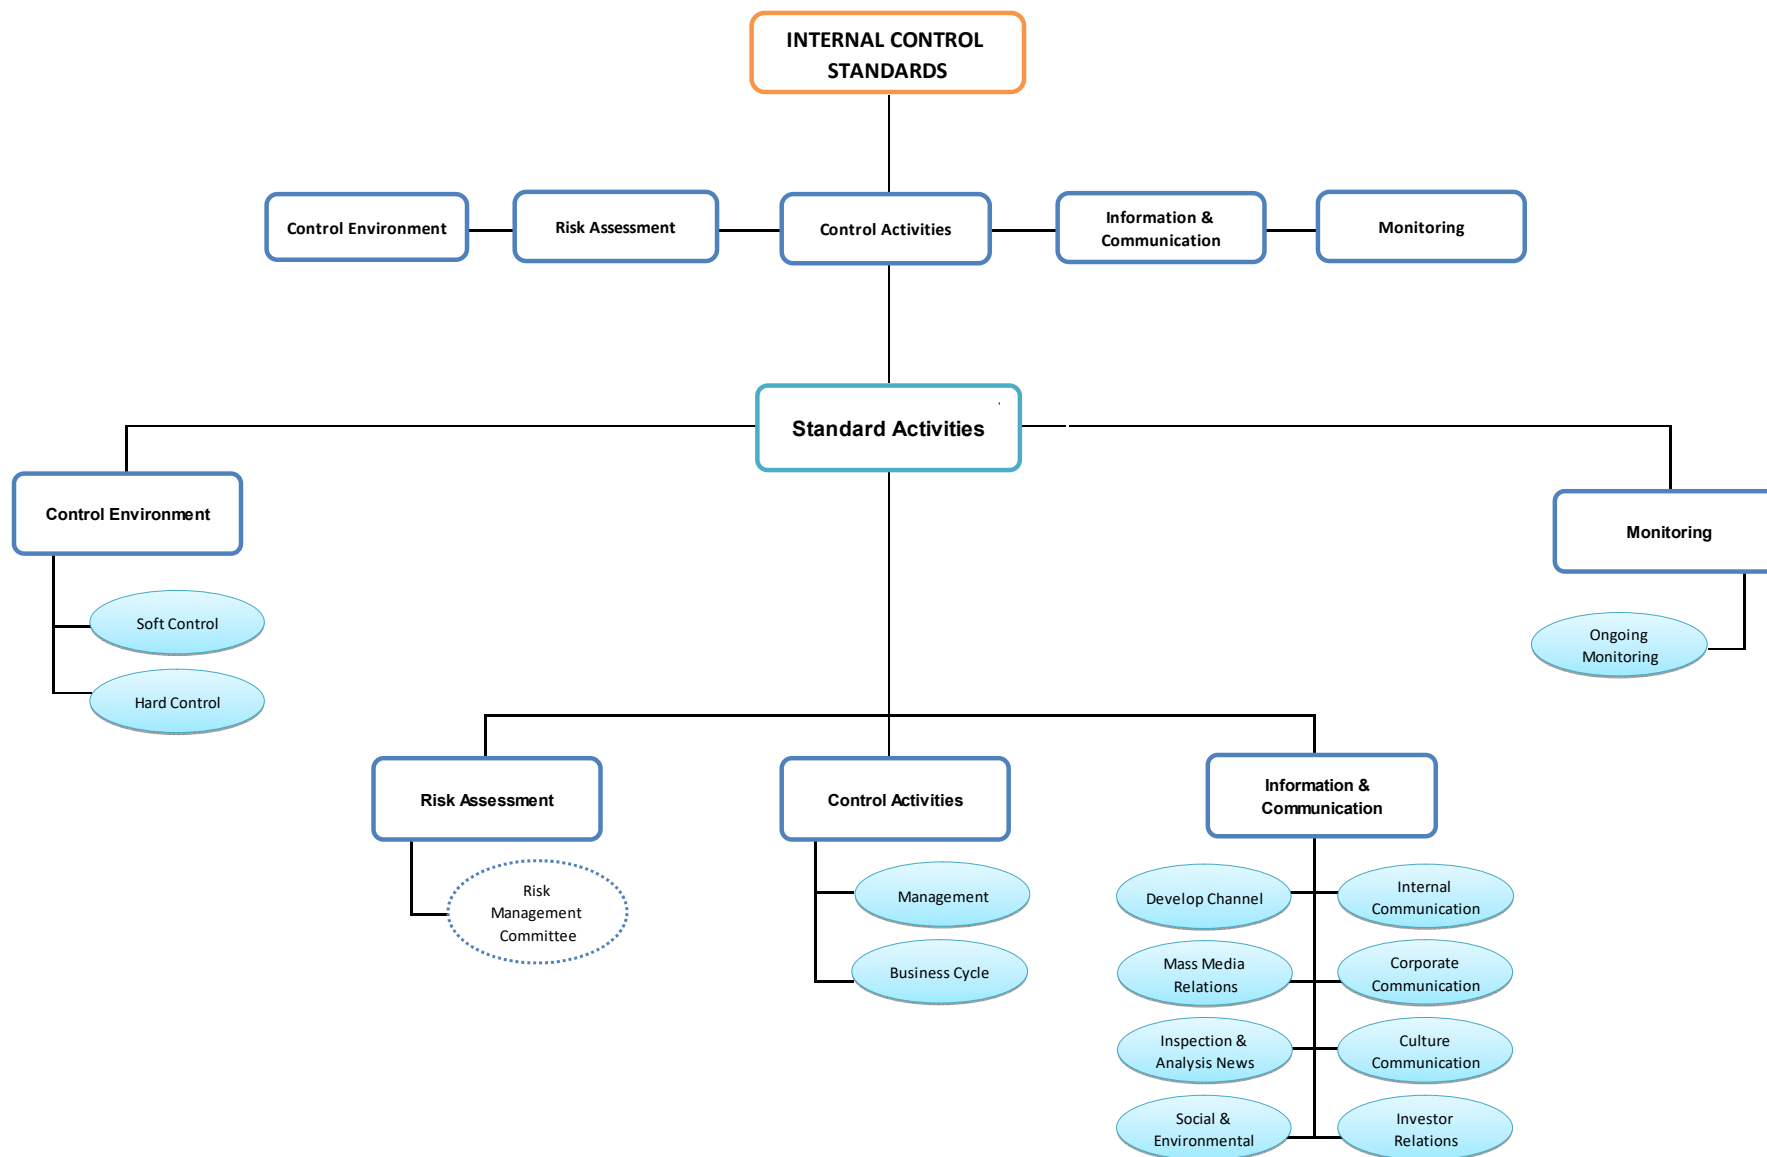 INTERNAL CONTROL
STANDARDS
Control Environment
Risk Assessment
Control Activities
Information &
Communication
Monitoring
Standard Activities
Control Environment
Soft Control
Hard Control
Monitoring
Ongoing
Monitoring
Risk Assessment
Risk
Management
Committee
Control Activities
Management
Business Cycle
Information &
Communication
Develop Channel
Internal
Communication
Mass Media
Relations
Corporate
Communication
Inspection &
Analysis News
Culture
Communication
Social &
Environmental
Investor
Relations